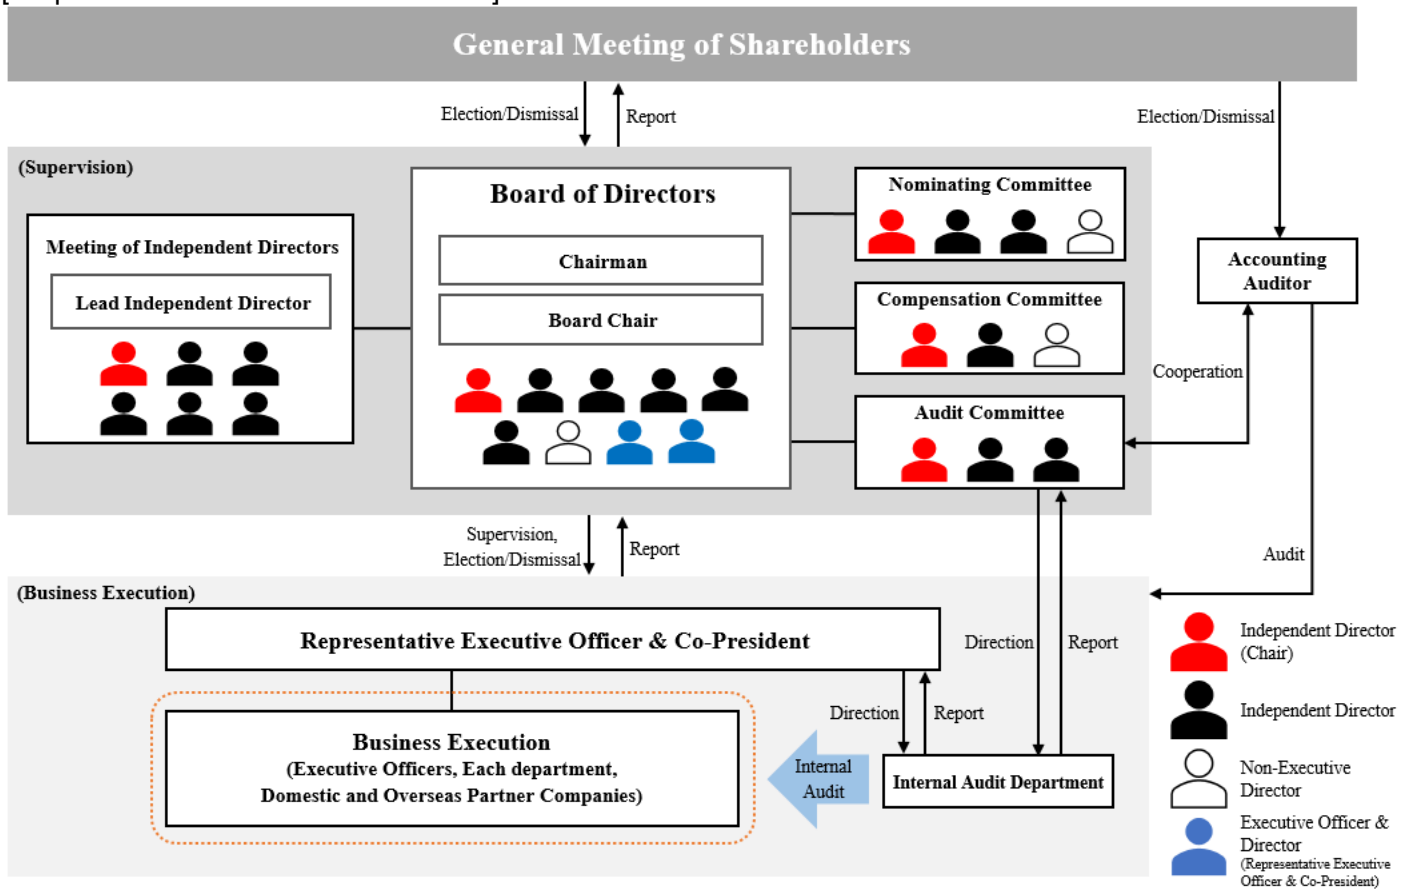 General Meeting of Shareholders
Election/Dismissal
Report
Election/Dismissal
(Supervision)
Meeting of Independent Directors
Lead Independent Director
Board of Directors
Chairman
Board Chair
Nominating Committee
Compensation Committee
Audit Committee
Accounting
Auditor
Cooperation
Supervision,
Election/Dismissal
Report
Audit
(Business Execution)
Representative Executive Officer & Co-President
Direction
Report
Direction
Report
Business Execution
(Executive Officers, Each department,
Domestic and Overseas Partner Companies)
Internal
Audit
Internal Audit Department
Independent Director
(Chair)
Independent Director
Non-Executive
Director
Executive Officer &
Director
(Representative Executive
Officer & Co-President)